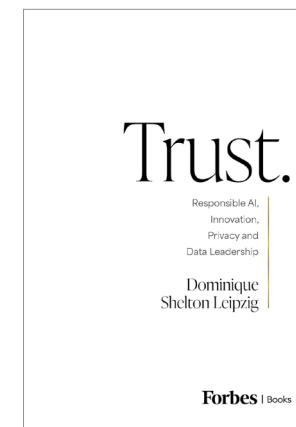 Trust.
Responsible AI,
Innovation,
Privacy and
Data Leadership
Dominique
Shelton Leipzig
Forbes | Books